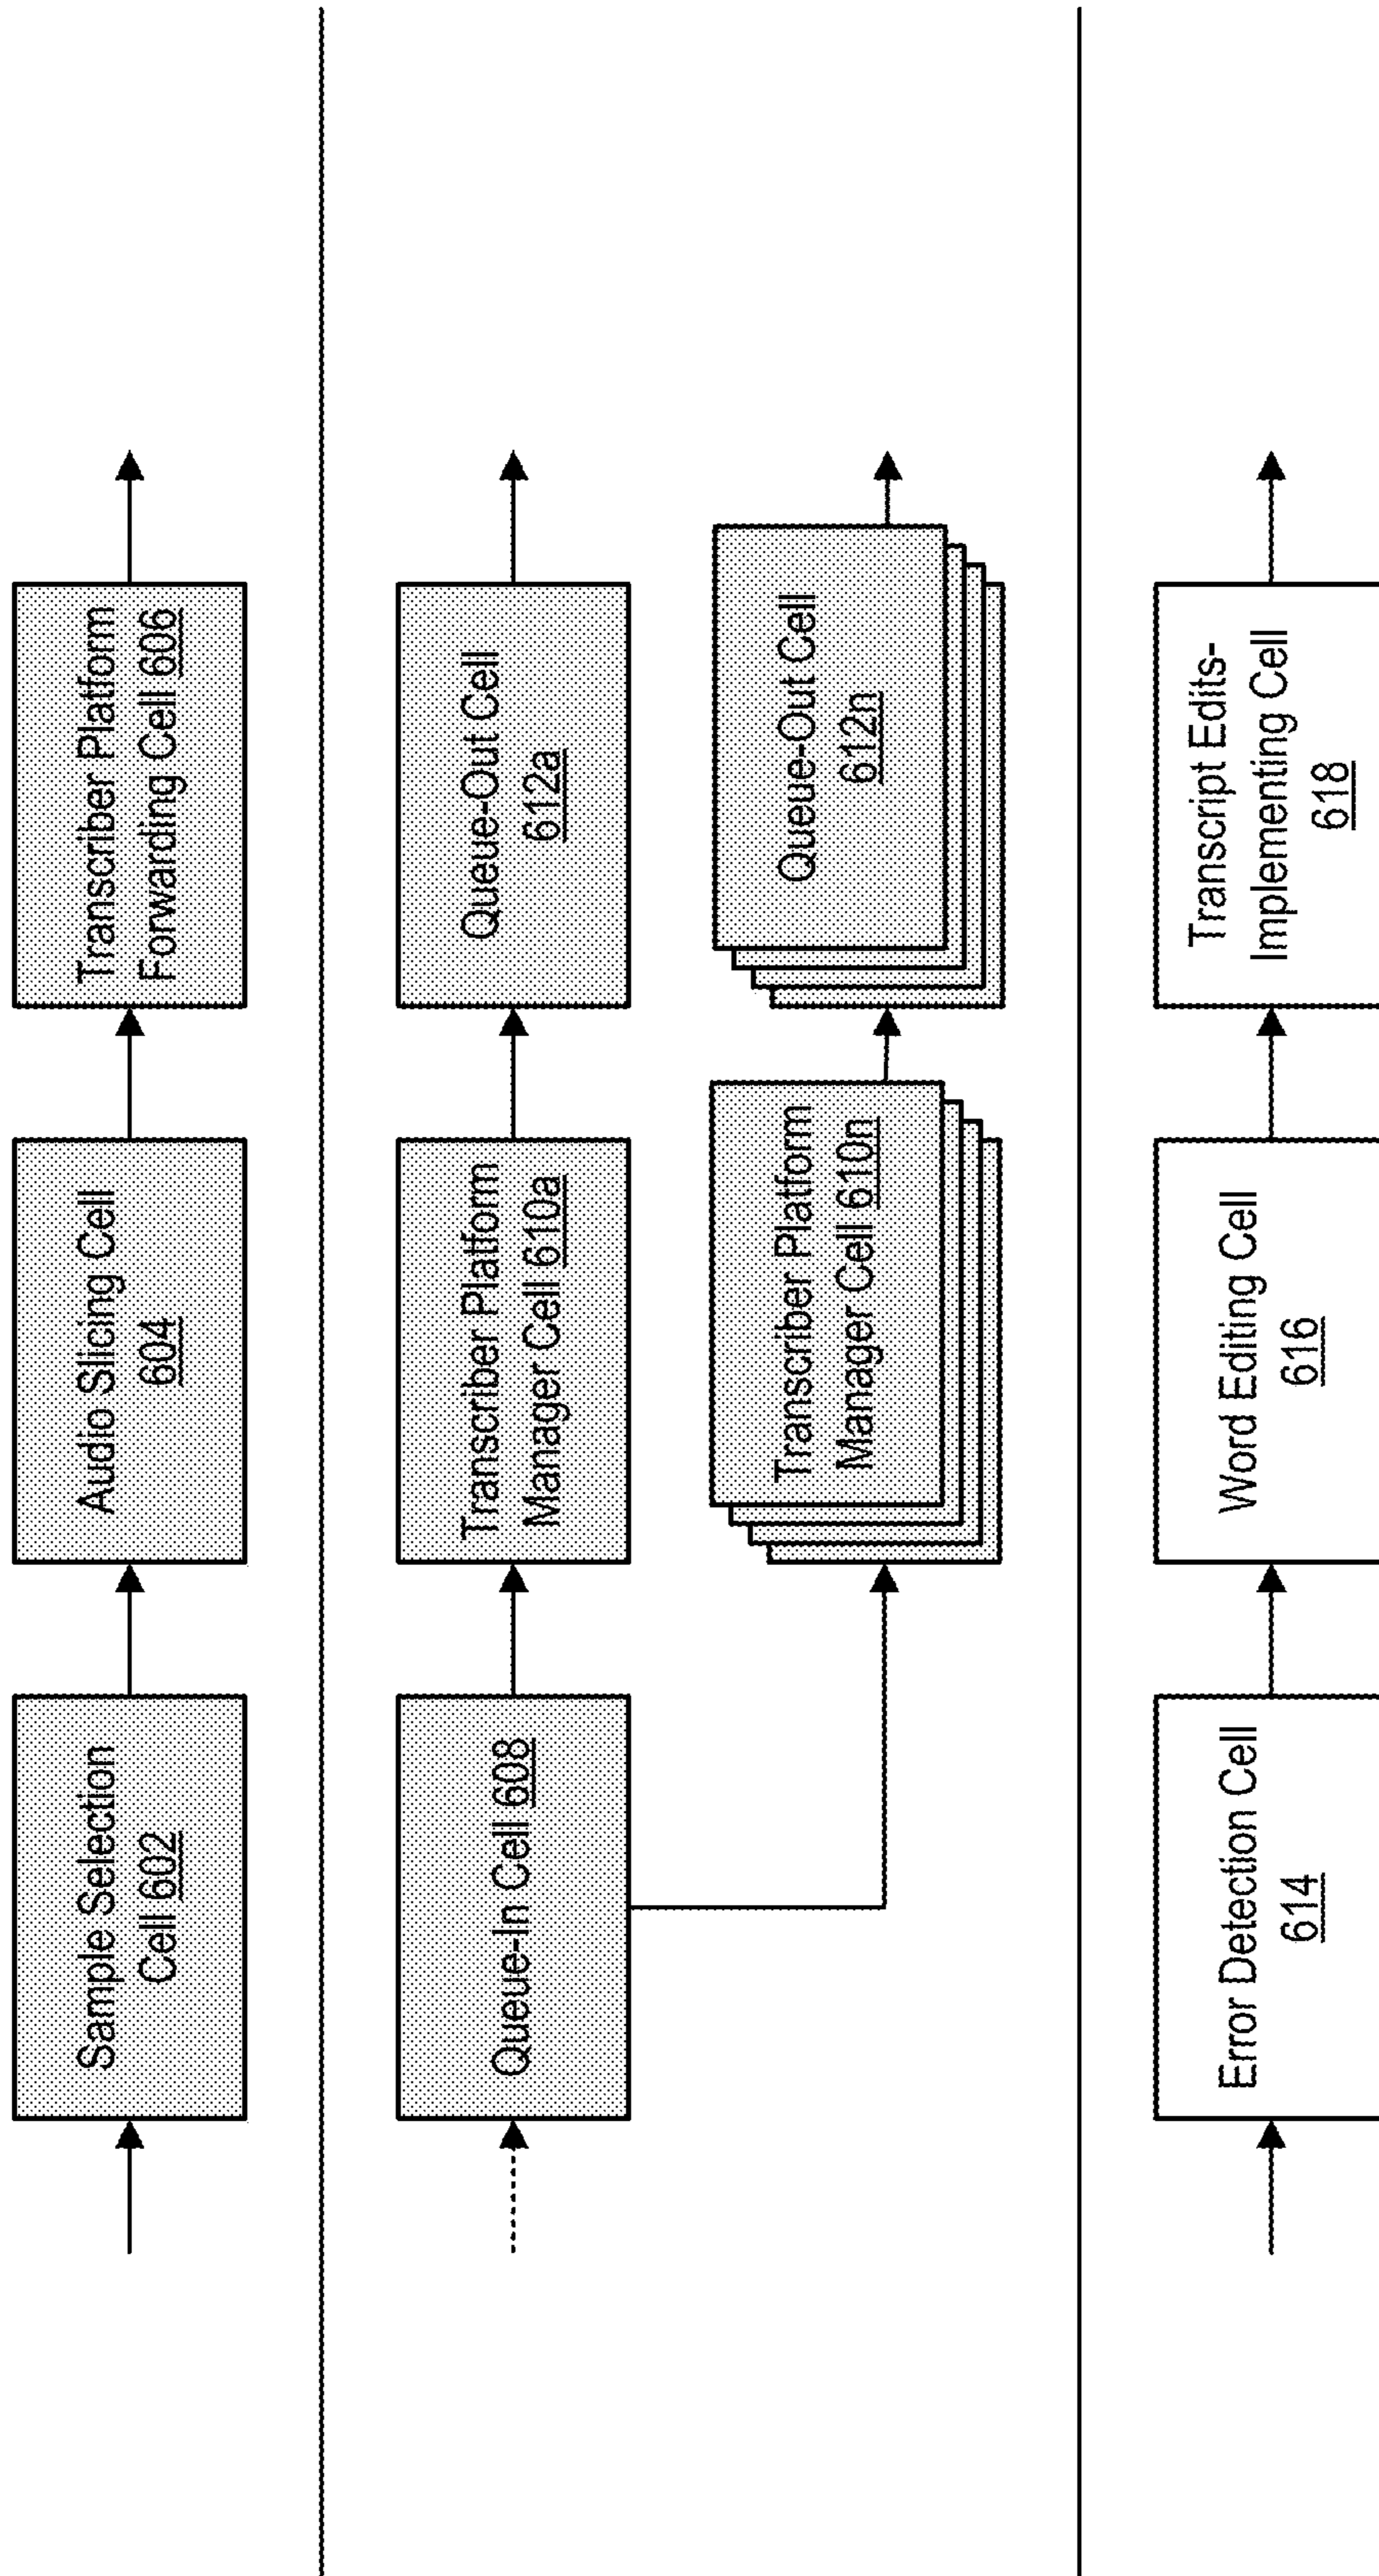 Sample Selection
Cell 602
Audio Slicing Cell
604
Transcriber Platform
Forwarding Cell 606
Queue-In Cell 608
Transcriber Platform
Manager Cell 610a
Queue-Out Cell
612a
Transcriber Platform
Manager Cell 610n
Queue-Out Cell
612n
Error Detection Cell
614
Word Editing Cell
616
Transcript Edits-
Implementing Cell
618